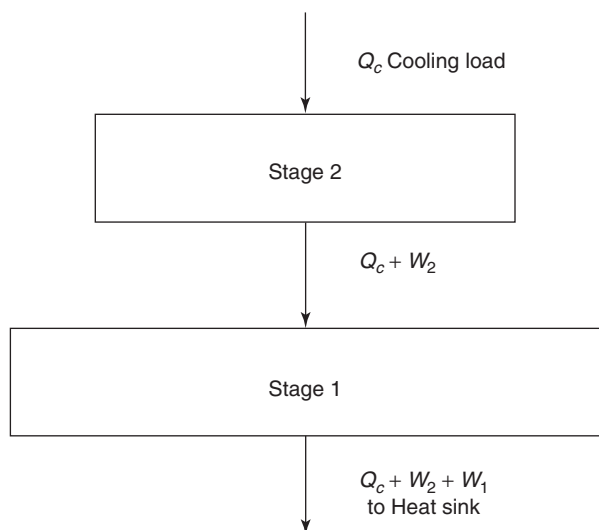 Q_c Cooling load
Stage 2
Q_c + W_2
Stage 1
Q_c + W_2 + W_1
to Heat sink